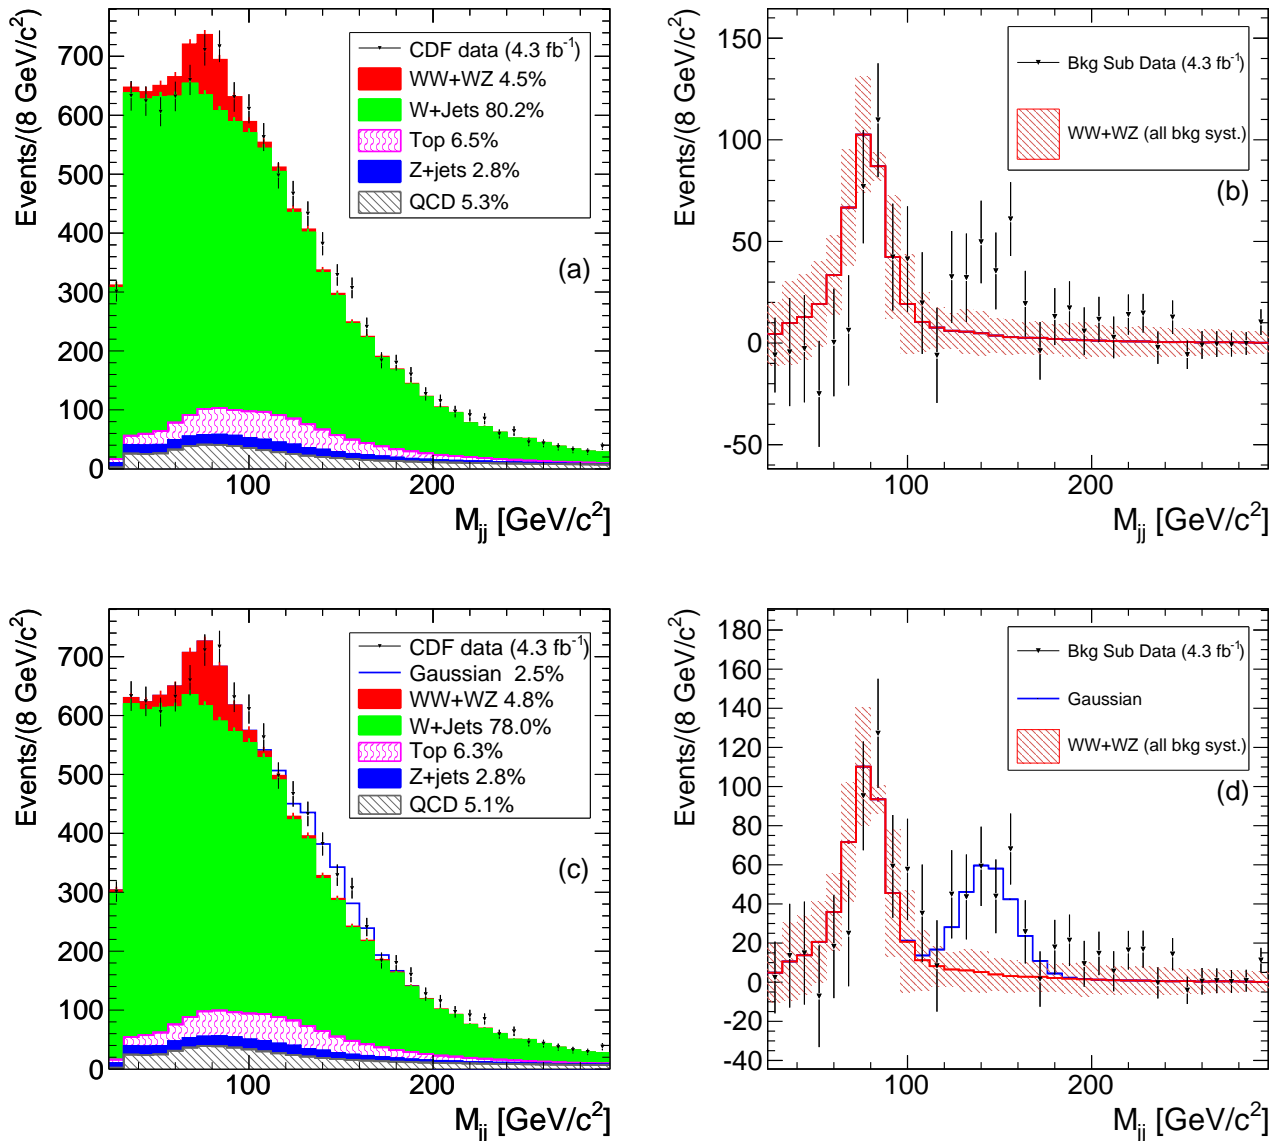 Events/(8 GeV/c²)
700
600
500
400
300
200
100
0
100
200
M_jj [GeV/c²]
CDF data (4.3 fb⁻¹)
WW+WZ 4.5%
W+Jets 80.2%
Top 6.5%
Z+jets 2.8%
QCD 5.3%
(a)
Events/(8 GeV/c²)
150
100
50
0
-50
100
200
M_jj [GeV/c²]
Bkg Sub Data (4.3 fb⁻¹)
WW+WZ (all bkg syst.)
(b)
Events/(8 GeV/c²)
700
600
500
400
300
200
100
0
100
200
M_jj [GeV/c²]
CDF data (4.3 fb⁻¹)
Gaussian 2.5%
WW+WZ 4.8%
W+Jets 78.0%
Top 6.3%
Z+jets 2.8%
QCD 5.1%
(c)
Events/(8 GeV/c²)
180
160
140
120
100
80
60
40
20
0
-20
-40
100
200
M_jj [GeV/c²]
Bkg Sub Data (4.3 fb⁻¹)
Gaussian
WW+WZ (all bkg syst.)
(d)